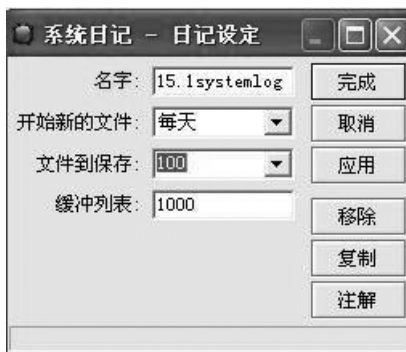 系统日记 - 日记设定
名字: 15.1systemlog 完成
开始新的文件: 每天 取消
文件到保存: 100 应用
缓冲列表: 1000 移除
复制
注解